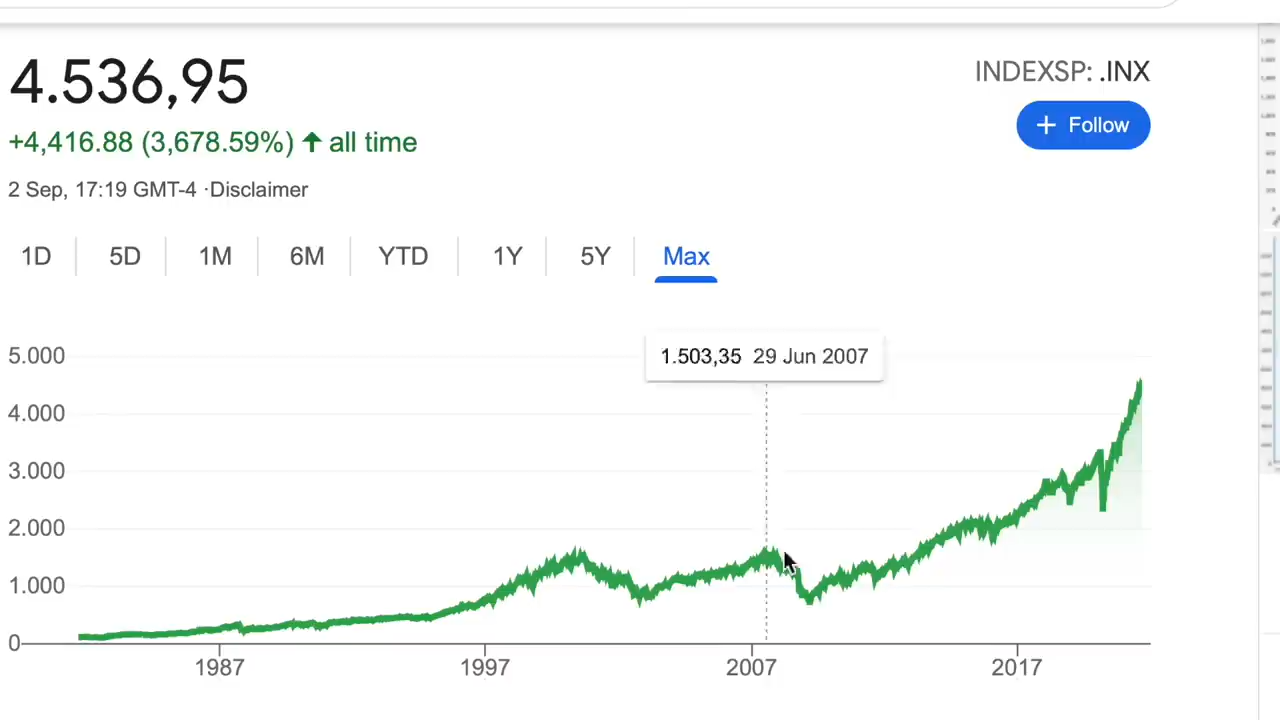 4.536,95
INDEXSP: .INX
+4,416.88 (3,678.59%) ↑ all time
+ Follow
2 Sep, 17:19 GMT-4 ·Disclaimer
1D 5D 1M 6M YTD 1Y 5Y Max
1.503,35 29 Jun 2007
5.000
4.000
3.000
2.000
1.000
0
1987 1997 2007 2017